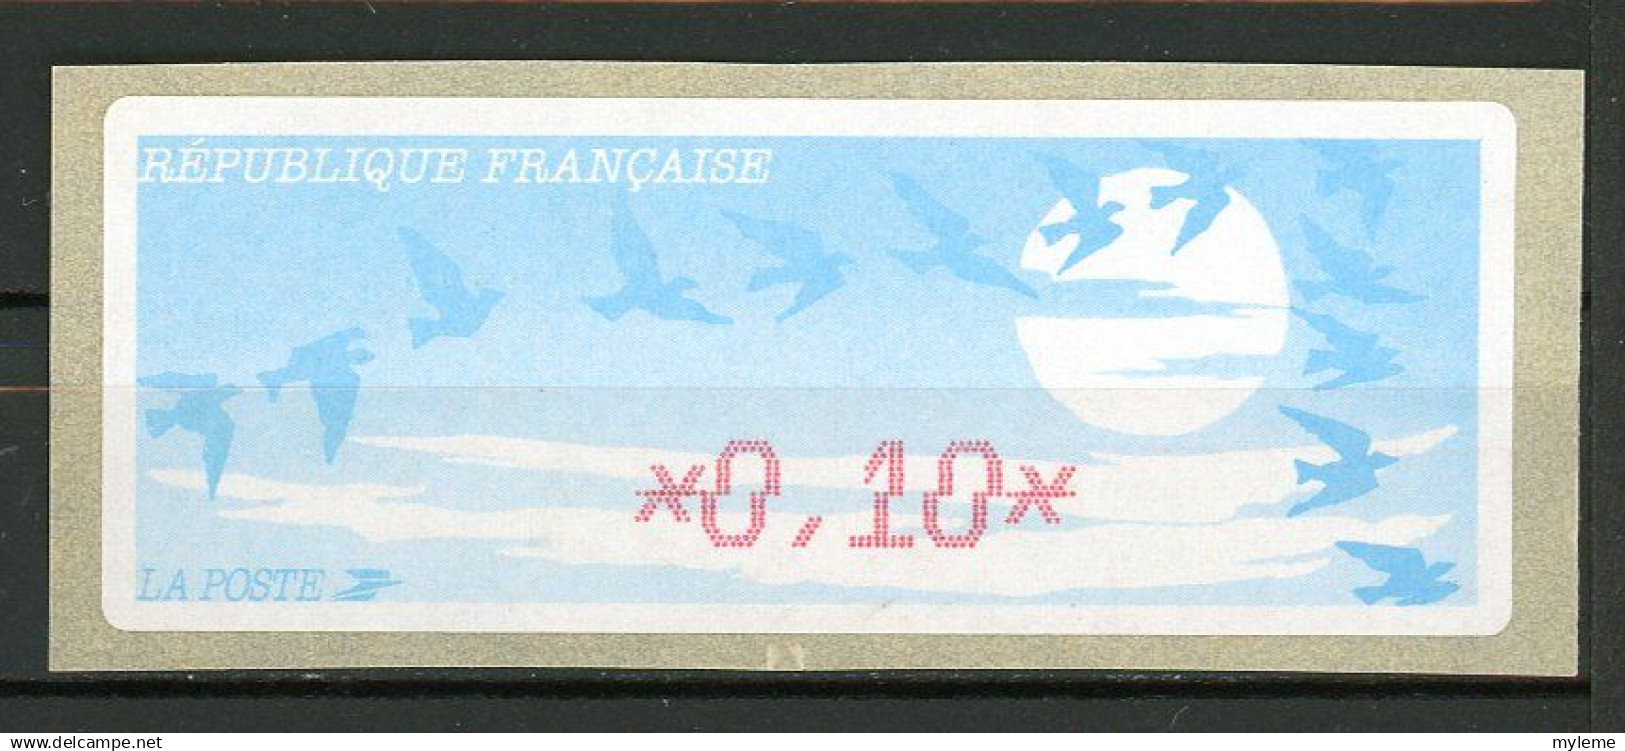 RÉPUBLIQUE FRANÇAISE
*0,10*
LA POSTE
www.delcampe.net
myleme